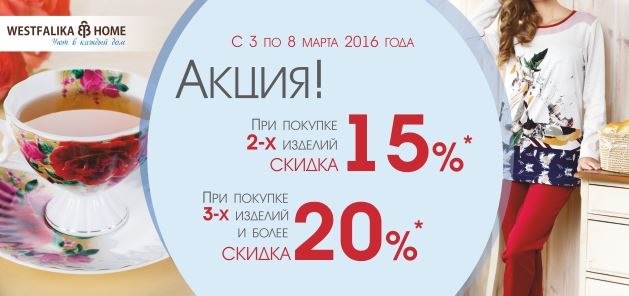 WESTFALIKA HOME
Уют в каждый дом
С 3 по 8 марта 2016 года
Акция!
При покупке
2-х изделий
скидка 15%*
При покупке
3-х изделий
и более
скидка 20%*